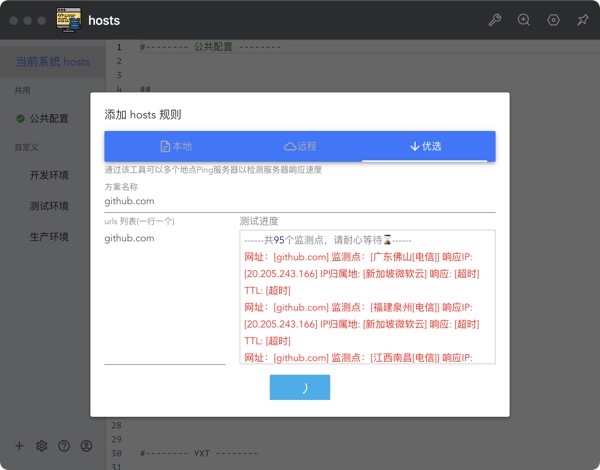 hosts
当前系统 hosts
共用
公共配置
自定义
开发环境
测试环境
生产环境
1 #-------- 公共配置 --------
2
3
4 ##
添加 hosts 规则
本地
远程
优选
通过该工具可以多个地点Ping服务器以检测服务器响应速度
方案名称
github.com
urls 列表(一行一个)
github.com
测试进度
------共95个监测点，请耐心等待⌛------
网址：[github.com] 监测点：[广东佛山[电信]] 响应IP:
[20.205.243.166] IP归属地: [新加坡微软云] 响应: [超时]
TTL: [超时]
网址：[github.com] 监测点：[福建泉州[电信]] 响应IP:
[20.205.243.166] IP归属地: [新加坡微软云] 响应: [超时]
TTL: [超时]
网址：[github.com] 监测点：[江西南昌[电信]] 响应IP:
28
29
30 #-------- YXT --------
31